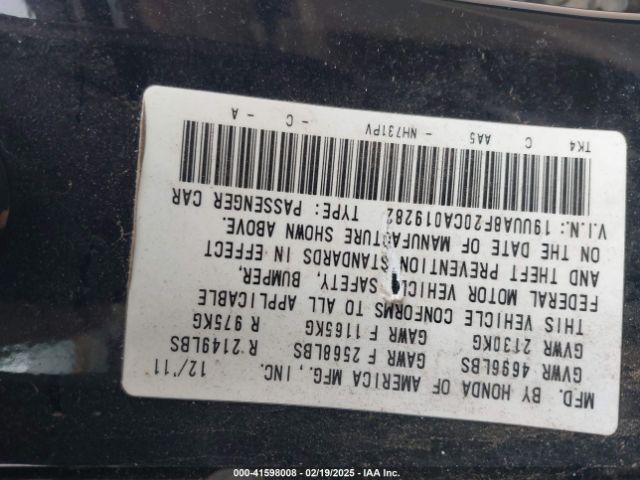 MFD. BY HONDA OF AMERICA MFG., INC. 12/'11
GVWR 4696LBS GAWR F 2568LBS R 2149LBS
GVWR 2130KG GAWR F 1165KG R 975KG
THIS VEHICLE CONFORMS TO ALL APPLICABLE
FEDERAL MOTOR VEHICLE SAFETY, BUMPER,
AND THEFT PREVENTION STANDARDS IN EFFECT
ON THE DATE OF MANUFACTURE SHOWN ABOVE.
V.I.N.: 19UUA8F20CA019282 TYPE: PASSENGER CAR
TK4 C AA5 - NH731PV - C - A
000-41598008 — 02/19/2025 — IAA Inc.